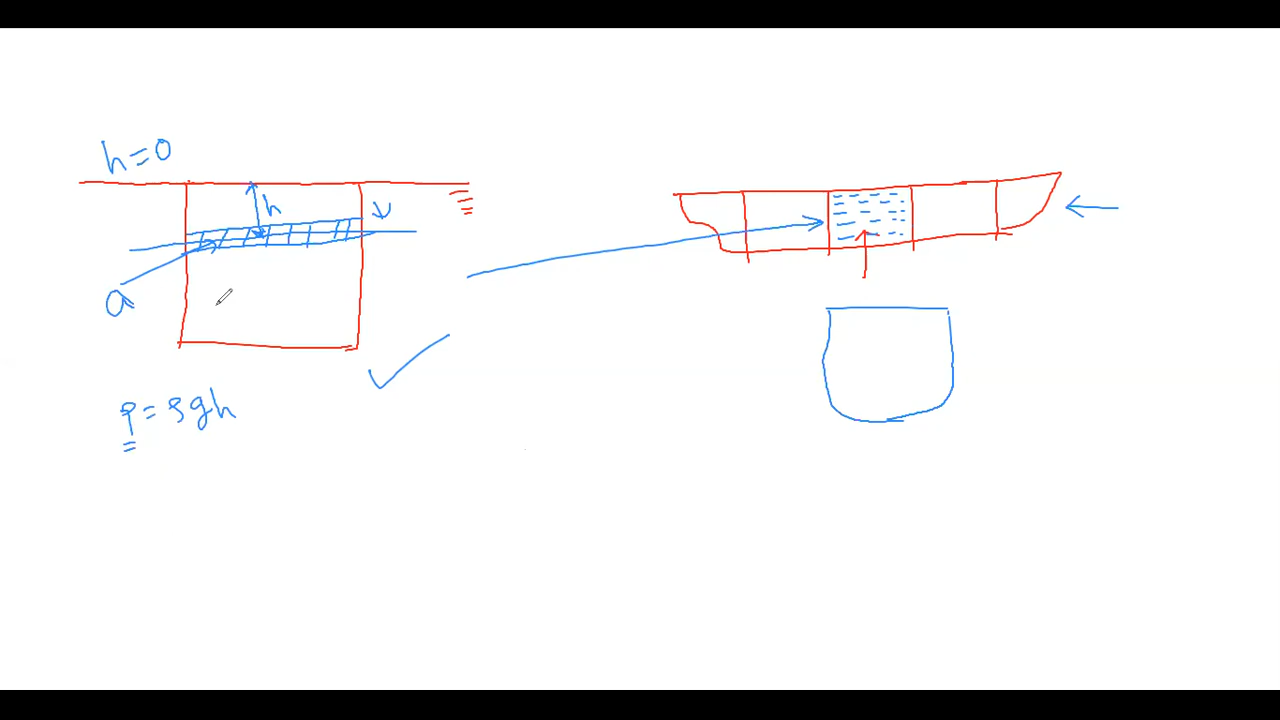 h=0
h
a
p = ρgh